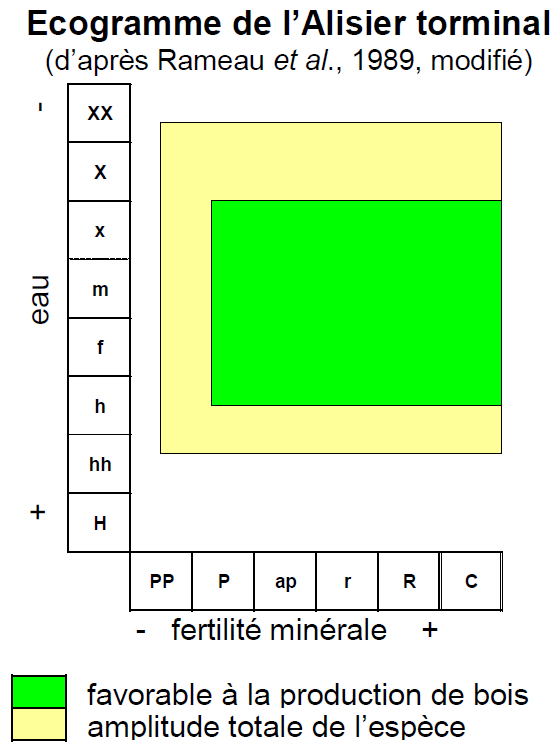 Ecogramme de l'Alisier torminal
(d'après Rameau et al., 1989, modifié)
-
XX
X
x
m
eau
f
h
hh
+
H
PP P ap r R C
- fertilité minérale +
favorable à la production de bois
amplitude totale de l'espèce